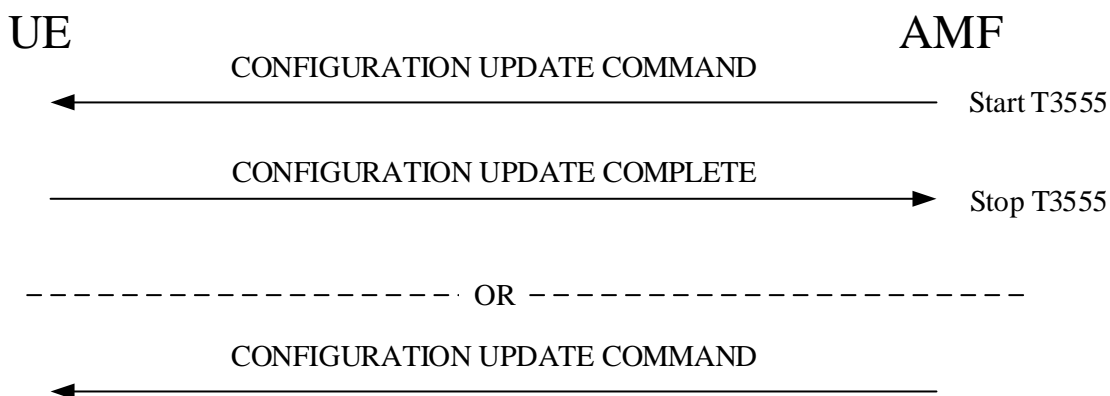 UE
AMF
CONFIGURATION UPDATE COMMAND
Start T3555
CONFIGURATION UPDATE COMPLETE
Stop T3555
OR
CONFIGURATION UPDATE COMMAND